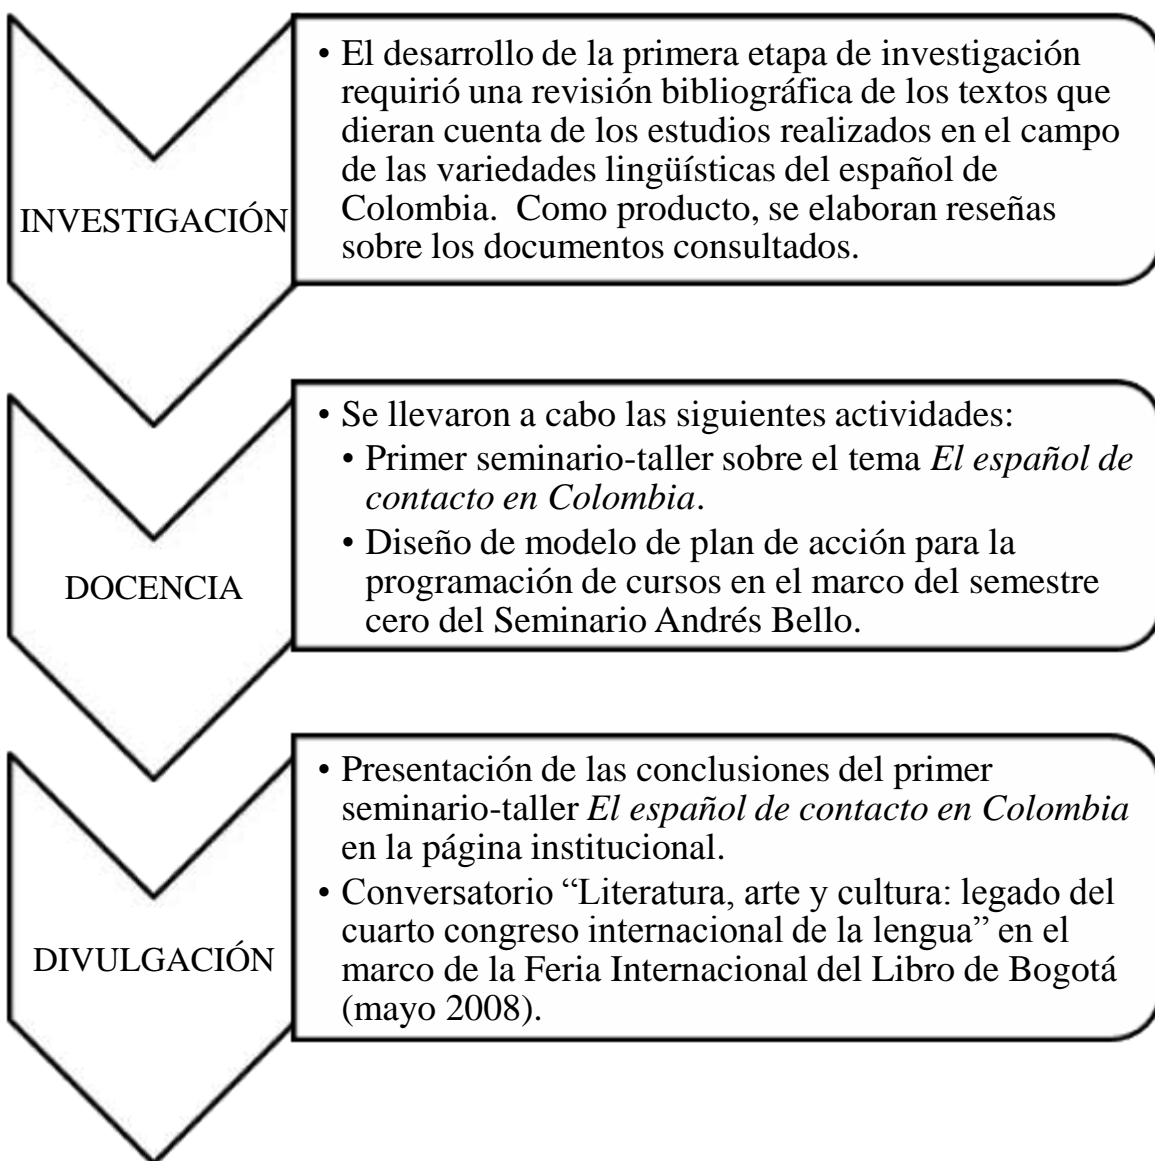 INVESTIGACIÓN
• El desarrollo de la primera etapa de investigación
requirió una revisión bibliográfica de los textos que
dieran cuenta de los estudios realizados en el campo
de las variedades lingüísticas del español de
Colombia.  Como producto, se elaboran reseñas
sobre los documentos consultados.
DOCENCIA
• Se llevaron a cabo las siguientes actividades:
• Primer seminario-taller sobre el tema El español de
contacto en Colombia.
• Diseño de modelo de plan de acción para la
programación de cursos en el marco del semestre
cero del Seminario Andrés Bello.
DIVULGACIÓN
• Presentación de las conclusiones del primer
seminario-taller El español de contacto en Colombia
en la página institucional.
• Conversatorio “Literatura, arte y cultura: legado del
cuarto congreso internacional de la lengua” en el
marco de la Feria Internacional del Libro de Bogotá
(mayo 2008).